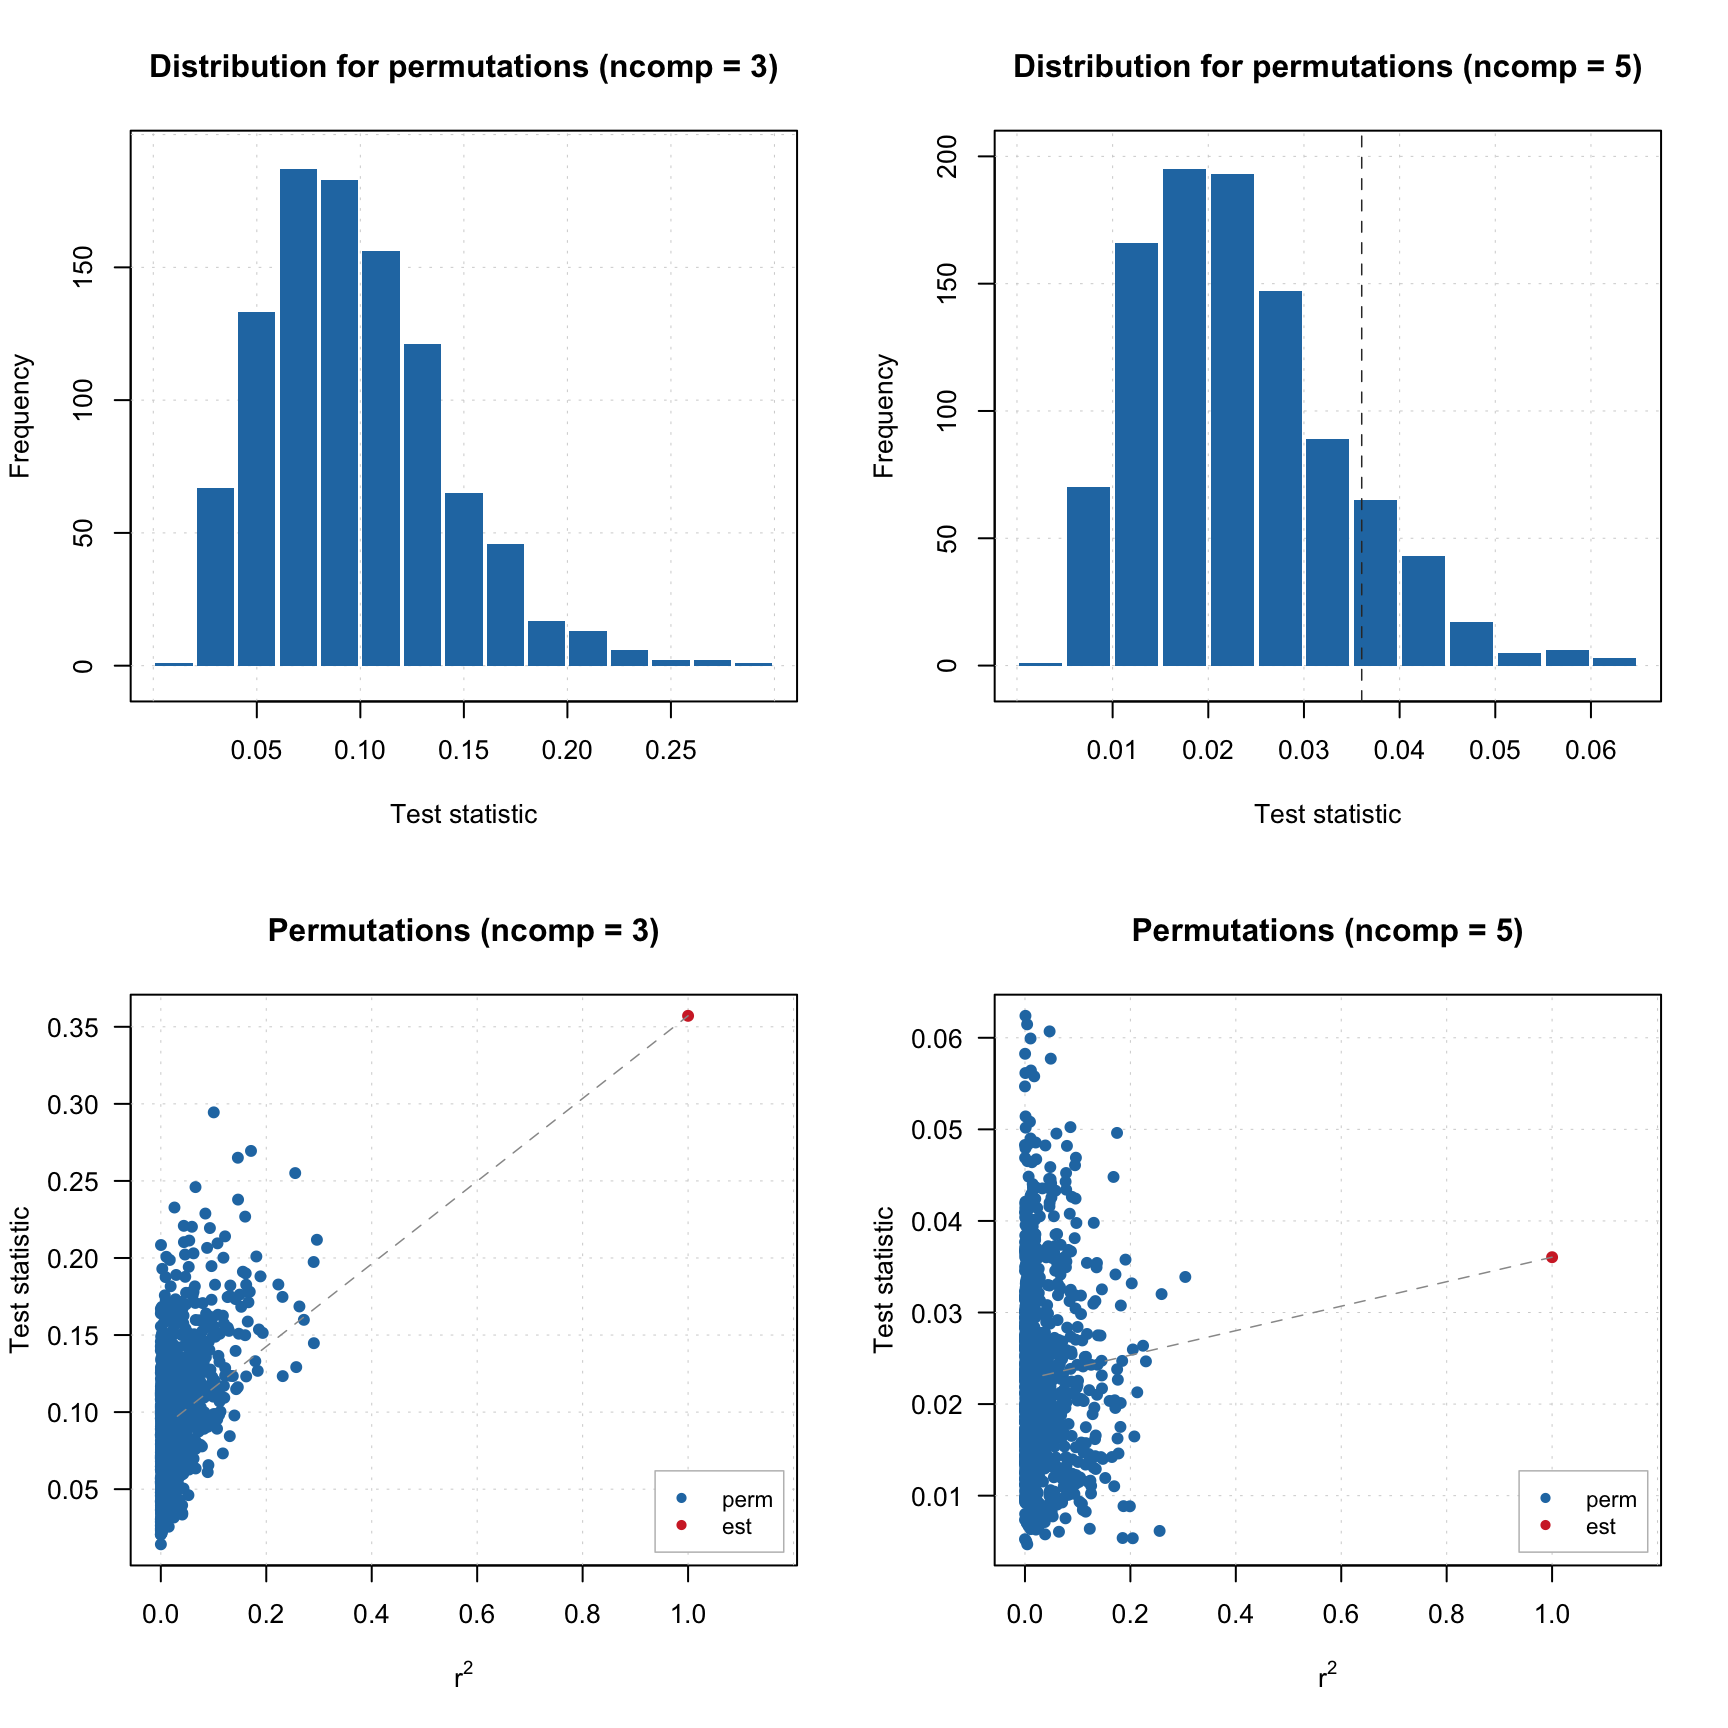 Distribution for permutations (ncomp = 3)
Frequency
150
100
50
0
0.05 0.10 0.15 0.20 0.25
Test statistic
Distribution for permutations (ncomp = 5)
Frequency
200
150
100
50
0
0.01 0.02 0.03 0.04 0.05 0.06
Test statistic
Permutations (ncomp = 3)
Test statistic
0.35
0.30
0.25
0.20
0.15
0.10
0.05
perm
est
0.0 0.2 0.4 0.6 0.8 1.0
r²
Permutations (ncomp = 5)
Test statistic
0.06
0.05
0.04
0.03
0.02
0.01
perm
est
0.0 0.2 0.4 0.6 0.8 1.0
r²